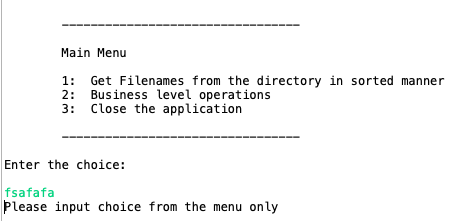 ---------------------------------
Main Menu
1: Get Filenames from the directory in sorted manner
2: Business level operations
3: Close the application
---------------------------------
Enter the choice:
fsafafa
Please input choice from the menu only